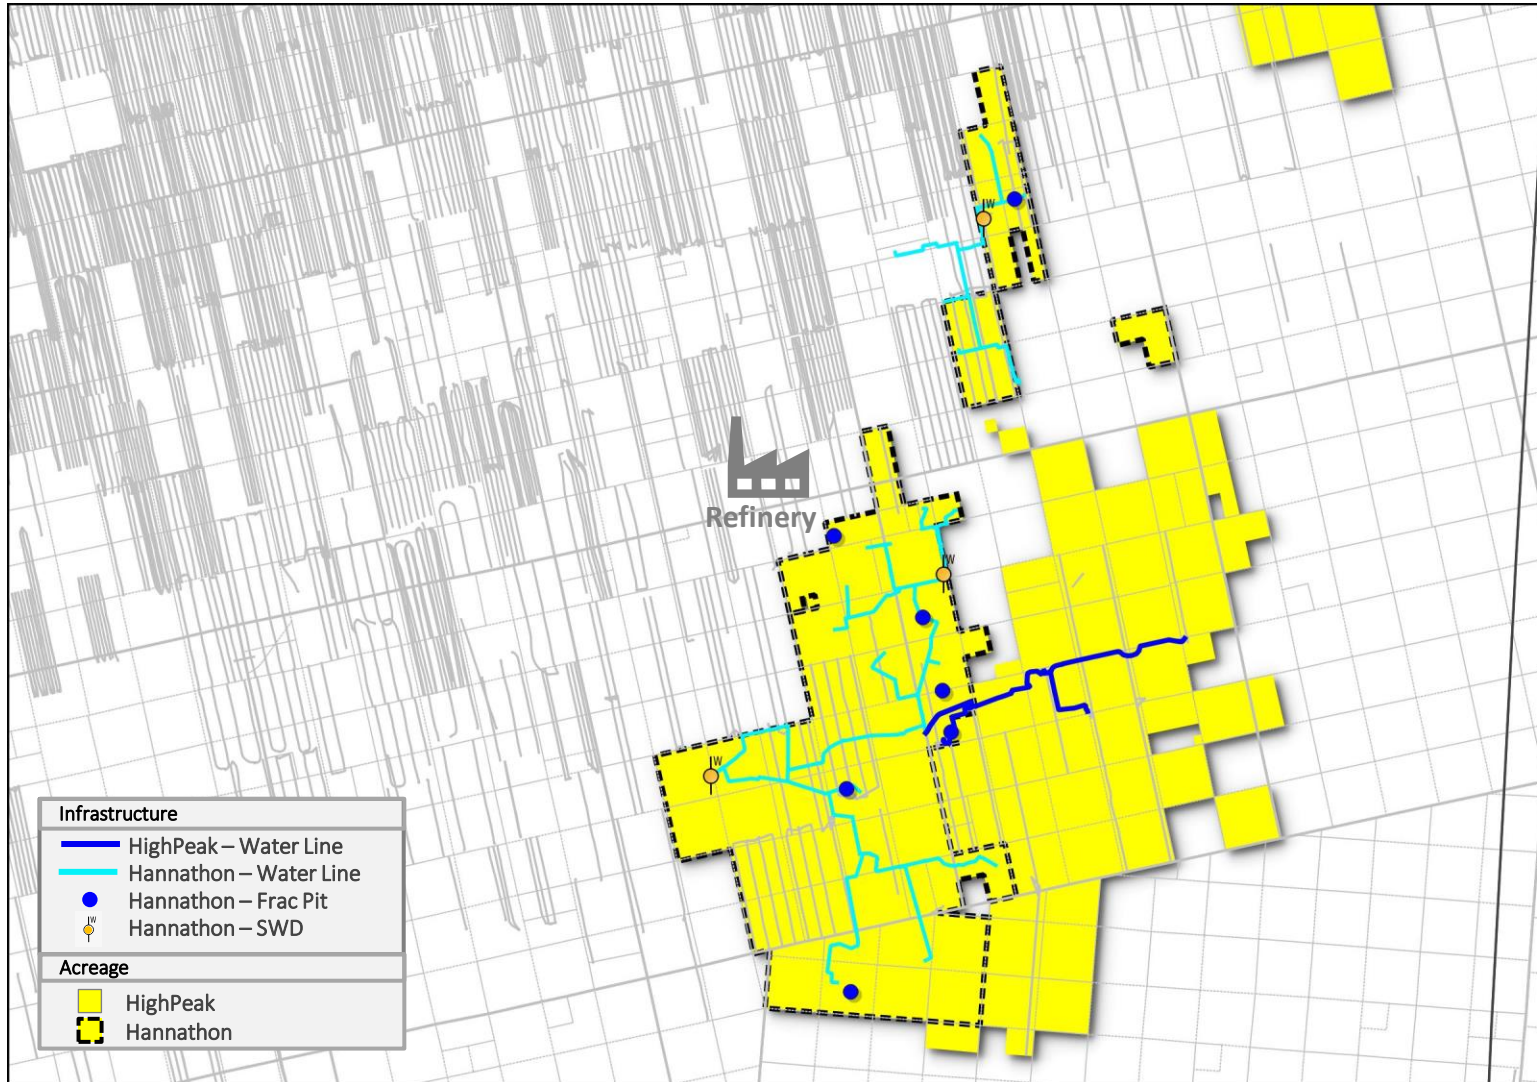 W
Refinery
W
W
Infrastructure
HighPeak – Water Line
Hannathon – Water Line
Hannathon – Frac Pit
W
Hannathon – SWD
Acreage
HighPeak
Hannathon